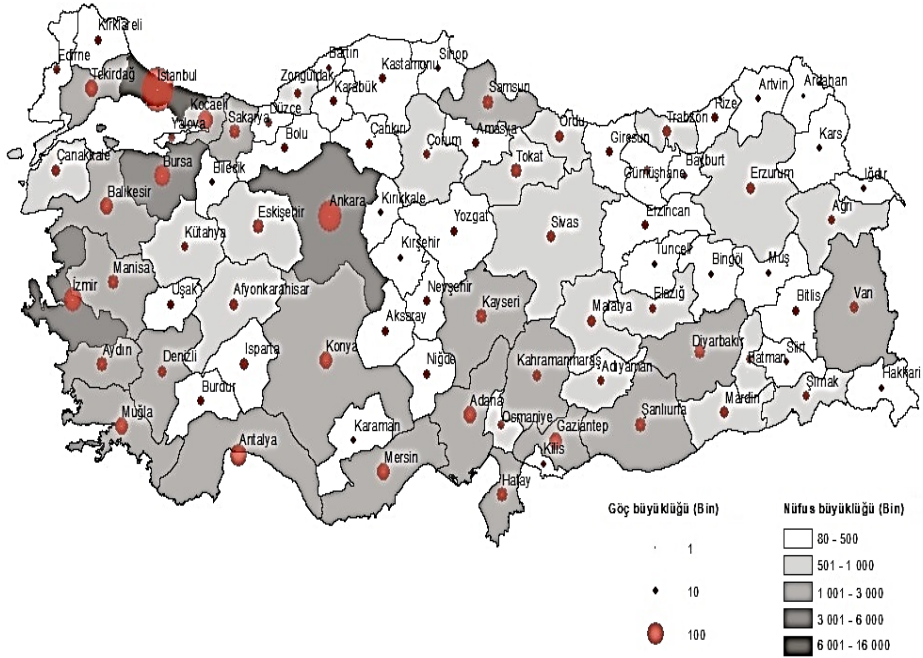 Kırklareli
Edirne
Tekirdağ
İstanbul
Kocaeli
Yalova
Sakarya
Düzce
Zonguldak
Bartın
Karabük
Kastamonu
Sinop
Bolu
Çankırı
Samsun
Çorum
Amasya
Ordu
Tokat
Giresun
Trabzon
Rize
Artvin
Ardahan
Kars
Gümüşhane
Bayburt
Erzurum
Iğdır
Ağrı
Çanakkale
Balıkesir
Bursa
Bilecik
Eskişehir
Ankara
Kırıkkale
Yozgat
Sivas
Erzincan
Tunceli
Bingöl
Muş
Kütahya
Kırşehir
Manisa
İzmir
Uşak
Afyonkarahisar
Nevşehir
Kayseri
Malatya
Elazığ
Bitlis
Van
Aksaray
Konya
Aydın
Denizli
Isparta
Burdur
Niğde
Kahramanmaraş
Adıyaman
Diyarbakır
Batman
Siirt
Şırnak
Hakkari
Muğla
Antalya
Karaman
Mersin
Adana
Osmaniye
Gaziantep
Kilis
Hatay
Şanlıurfa
Mardin
Göç büyüklüğü (Bin)
1
10
100
Nüfus büyüklüğü (Bin)
80 - 500
501 - 1 000
1 001 - 3 000
3 001 - 6 000
6 001 - 16 000